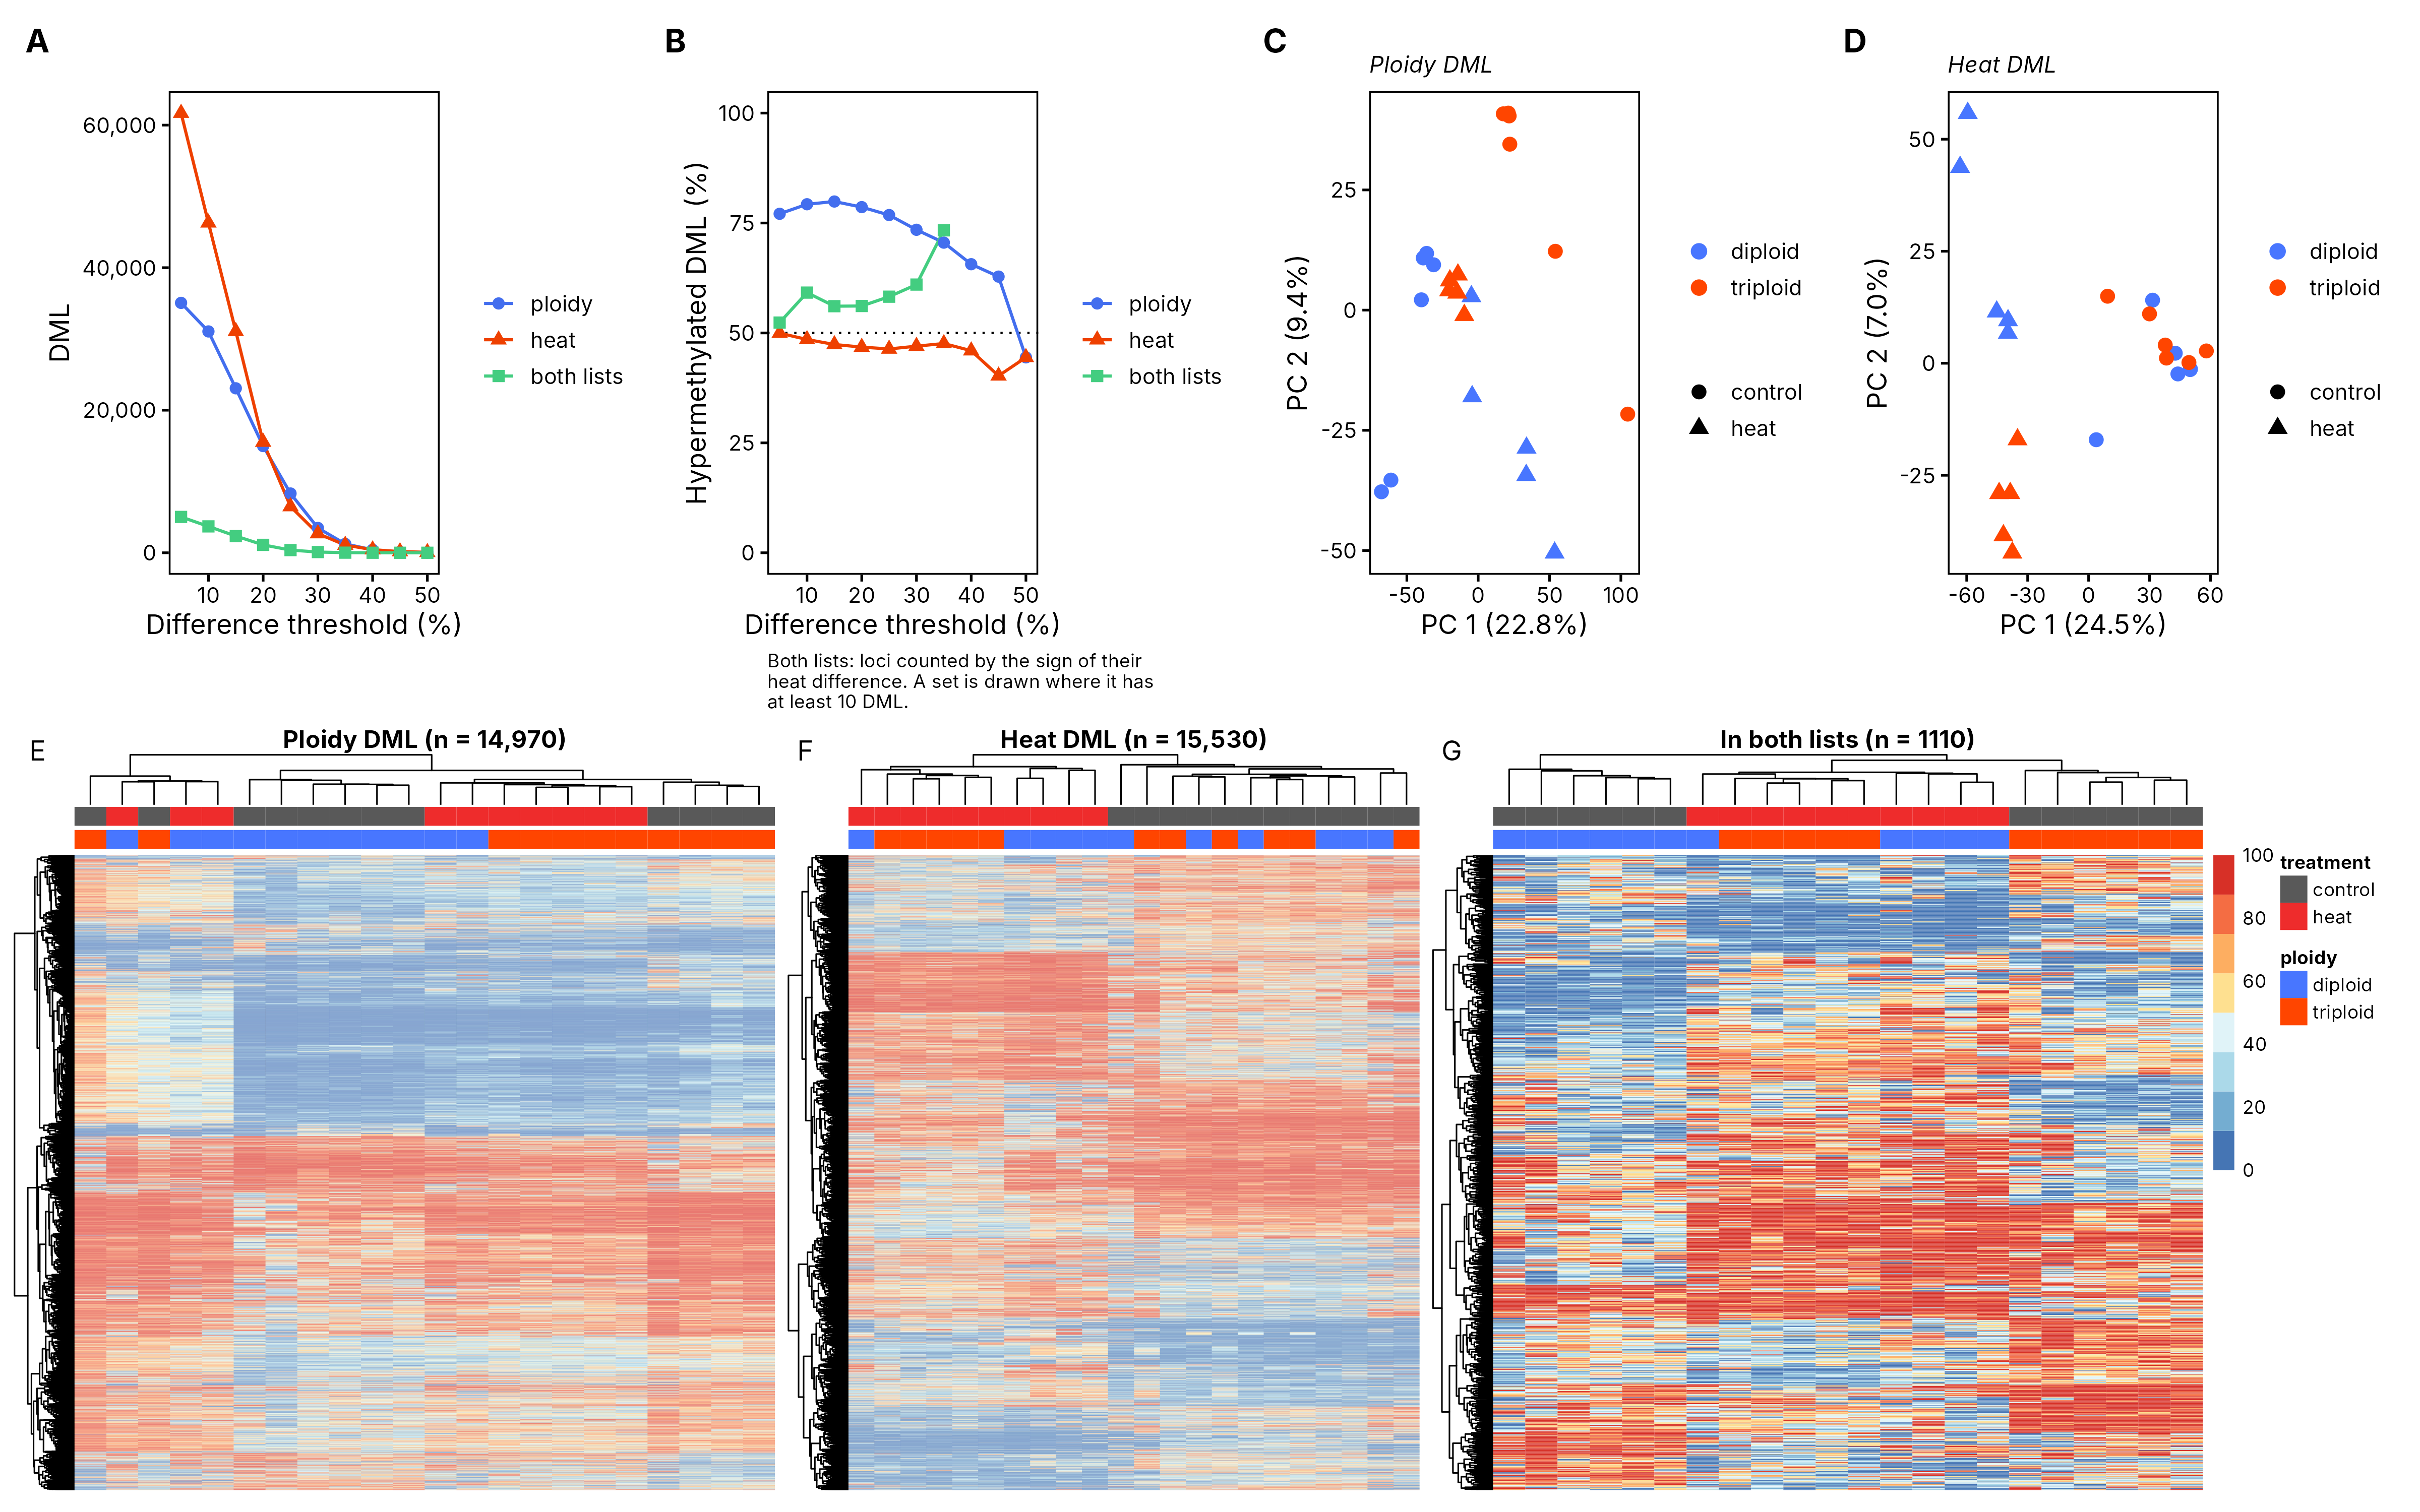 A
60,000
40,000
20,000
0
DML
10 20 30 40 50
Difference threshold (%)
ploidy
heat
both lists
B
100
75
50
25
0
Hypermethylated DML (%)
10 20 30 40 50
Difference threshold (%)
Both lists: loci counted by the sign of their
heat difference. A set is drawn where it has
at least 10 DML.
ploidy
heat
both lists
C
Ploidy DML
25
0
-25
-50
PC 2 (9.4%)
-50 0 50 100
PC 1 (22.8%)
diploid
triploid
control
heat
D
Heat DML
50
25
0
-25
PC 2 (7.0%)
-60 -30 0 30 60
PC 1 (24.5%)
diploid
triploid
control
heat
E
Ploidy DML (n = 14,970)
F
Heat DML (n = 15,530)
G
In both lists (n = 1110)
100
80
60
40
20
0
treatment
control
heat
ploidy
diploid
triploid